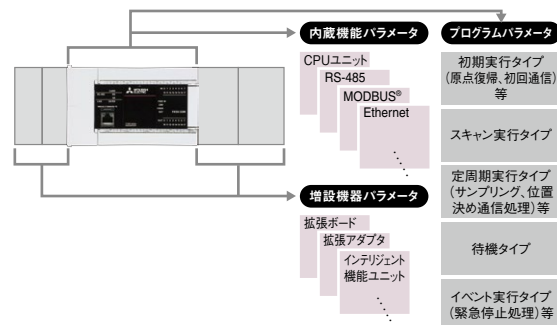 内蔵機能パラメータ
CPUユニット
RS-485
MODBUS®
Ethernet
増設機器パラメータ
拡張ボード
拡張アダプタ
インテリジェント
機能ユニット
プログラムパラメータ
初期実行タイプ
(原点復帰、初回通信)
等
スキャン実行タイプ
定周期実行タイプ
(サンプリング、位置
決め通信処理)等
待機タイプ
イベント実行タイプ
(緊急停止処理)等